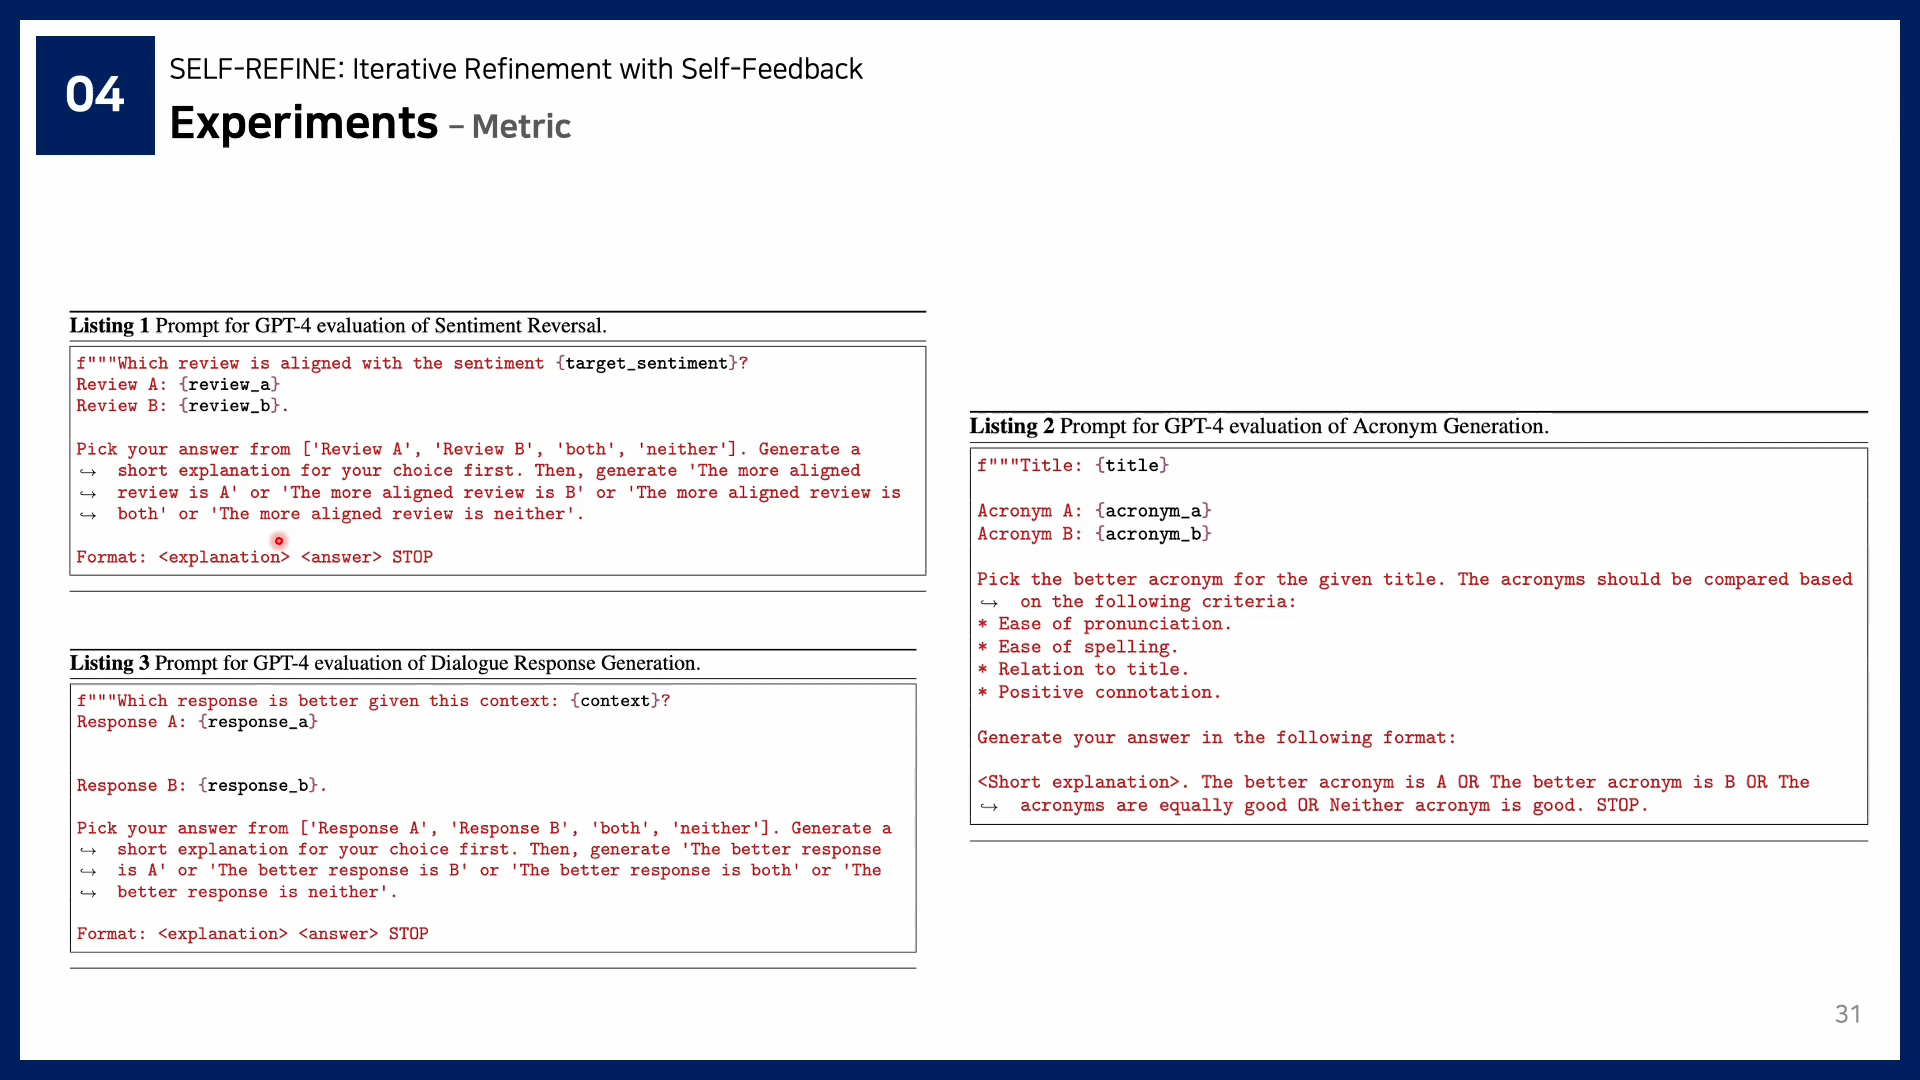 04
SELF-REFINE: Iterative Refinement with Self-Feedback
Experiments – Metric
Listing 1 Prompt for GPT-4 evaluation of Sentiment Reversal.
f"""Which review is aligned with the sentiment {target_sentiment}?
Review A: {review_a}
Review B: {review_b}.
Pick your answer from ['Review A', 'Review B', 'both', 'neither']. Generate a
↪ short explanation for your choice first. Then, generate 'The more aligned
↪ review is A' or 'The more aligned review is B' or 'The more aligned review is
↪ both' or 'The more aligned review is neither'.
Format: <explanation> <answer> STOP
Listing 3 Prompt for GPT-4 evaluation of Dialogue Response Generation.
f"""Which response is better given this context: {context}?
Response A: {response_a}
Response B: {response_b}.
Pick your answer from ['Response A', 'Response B', 'both', 'neither']. Generate a
↪ short explanation for your choice first. Then, generate 'The better response
↪ is A' or 'The better response is B' or 'The better response is both' or 'The
↪ better response is neither'.
Format: <explanation> <answer> STOP
Listing 2 Prompt for GPT-4 evaluation of Acronym Generation.
f"""Title: {title}
Acronym A: {acronym_a}
Acronym B: {acronym_b}
Pick the better acronym for the given title. The acronyms should be compared based
↪ on the following criteria:
* Ease of pronunciation.
* Ease of spelling.
* Relation to title.
* Positive connotation.
Generate your answer in the following format:
<Short explanation>. The better acronym is A OR The better acronym is B OR The
↪ acronyms are equally good OR Neither acronym is good. STOP.
31